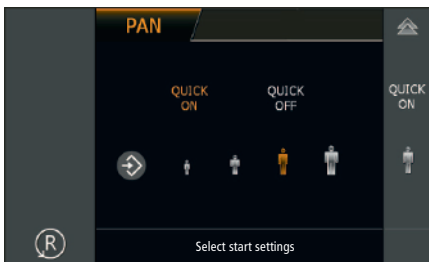 PAN
QUICK
ON
QUICK
OFF
QUICK
ON
R
Select start settings